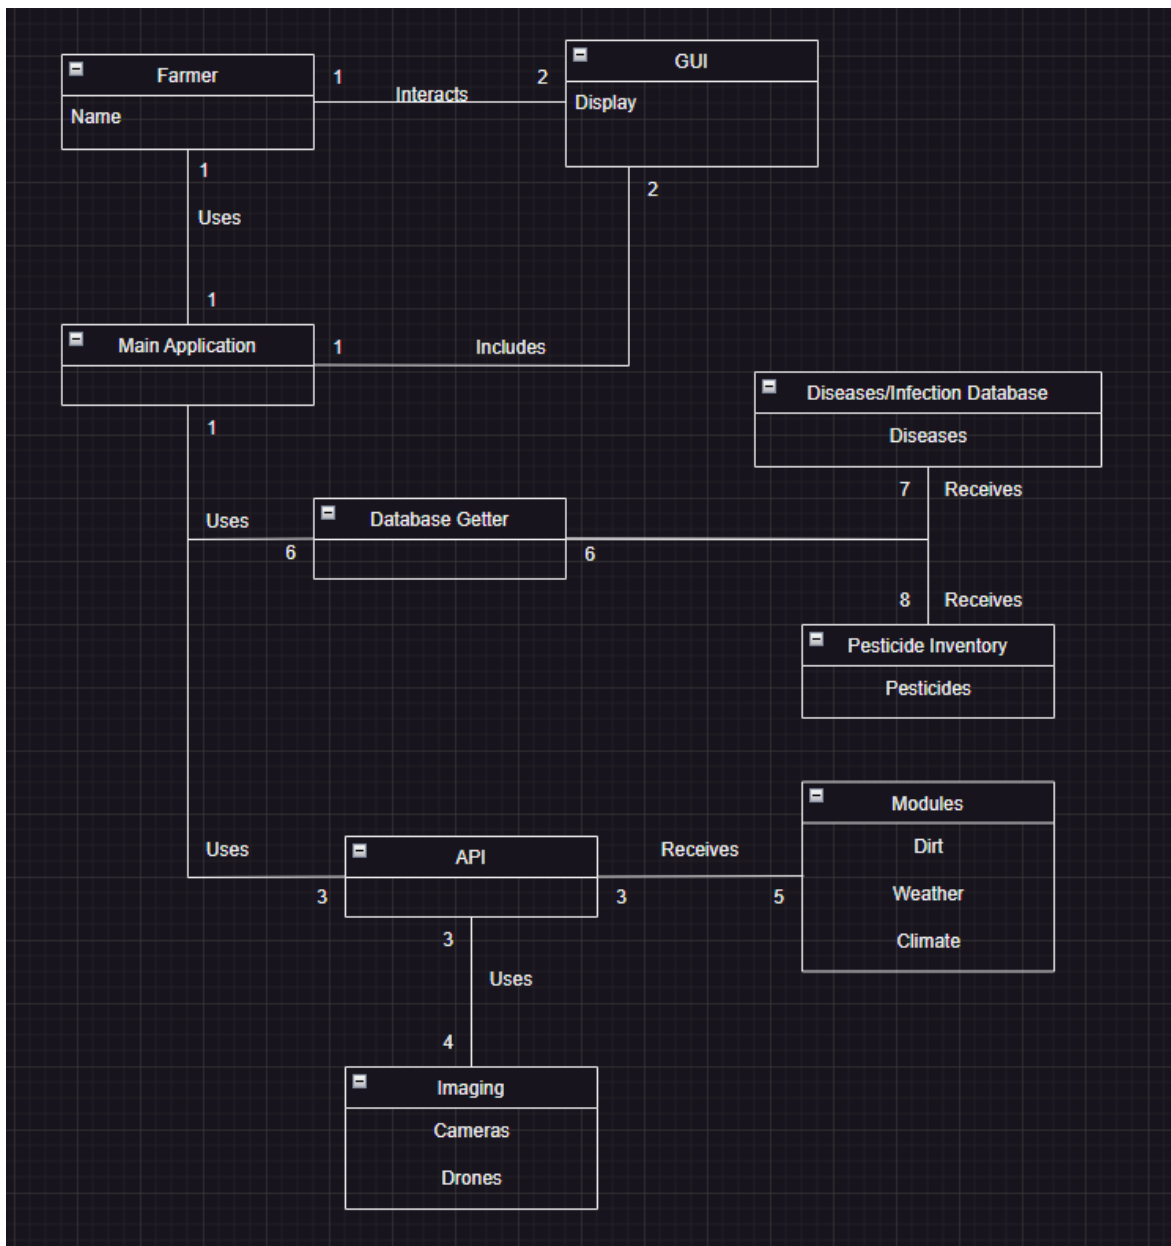 Farmer
Name
1
Interacts
2
GUI
Display
1
Uses
1
2
Main Application
1
Includes
1
Diseases/Infection Database
Diseases
7
Receives
Uses
6
Database Getter
6
8
Receives
Pesticide Inventory
Pesticides
Uses
3
API
3
Receives
5
Modules
Dirt
Weather
Climate
3
Uses
4
Imaging
Cameras
Drones